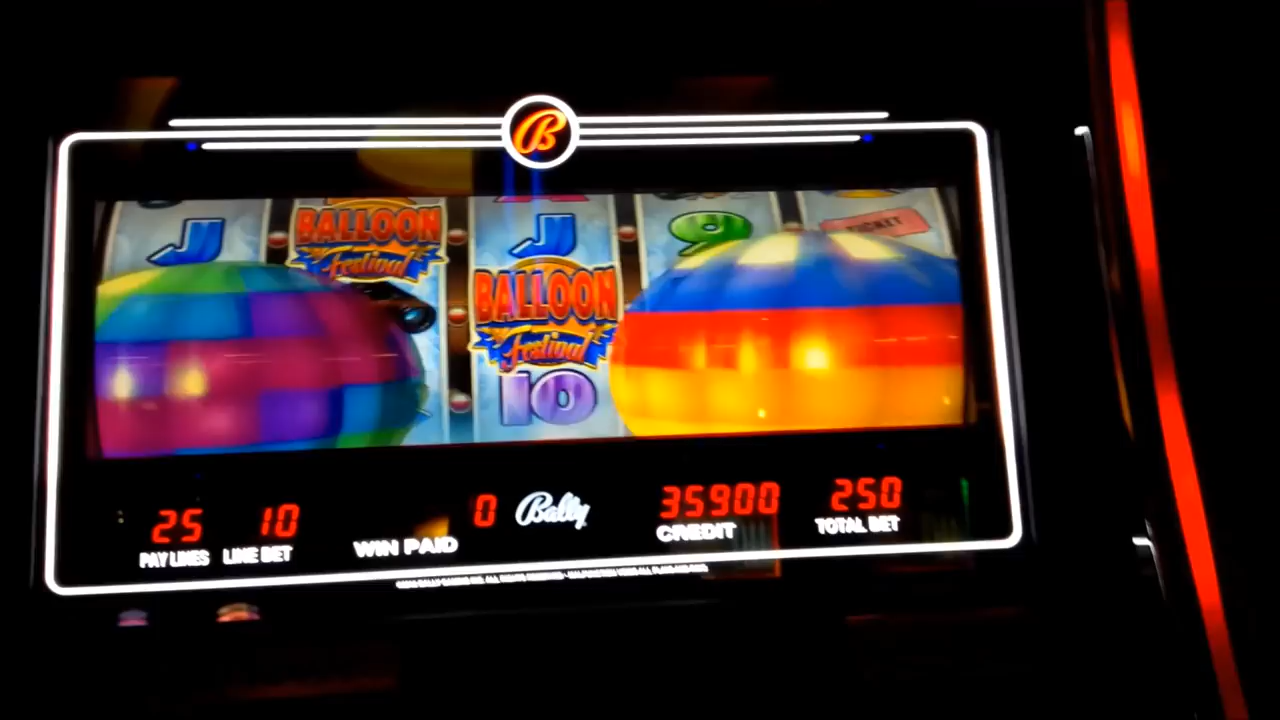 B
J
BALLOON
Festival
J
9
TICKET
BALLOON
Festival
10
25
10
0
Bally
35900
250
PAY LINES
LINE BET
WIN PAID
CREDIT
TOTAL BET